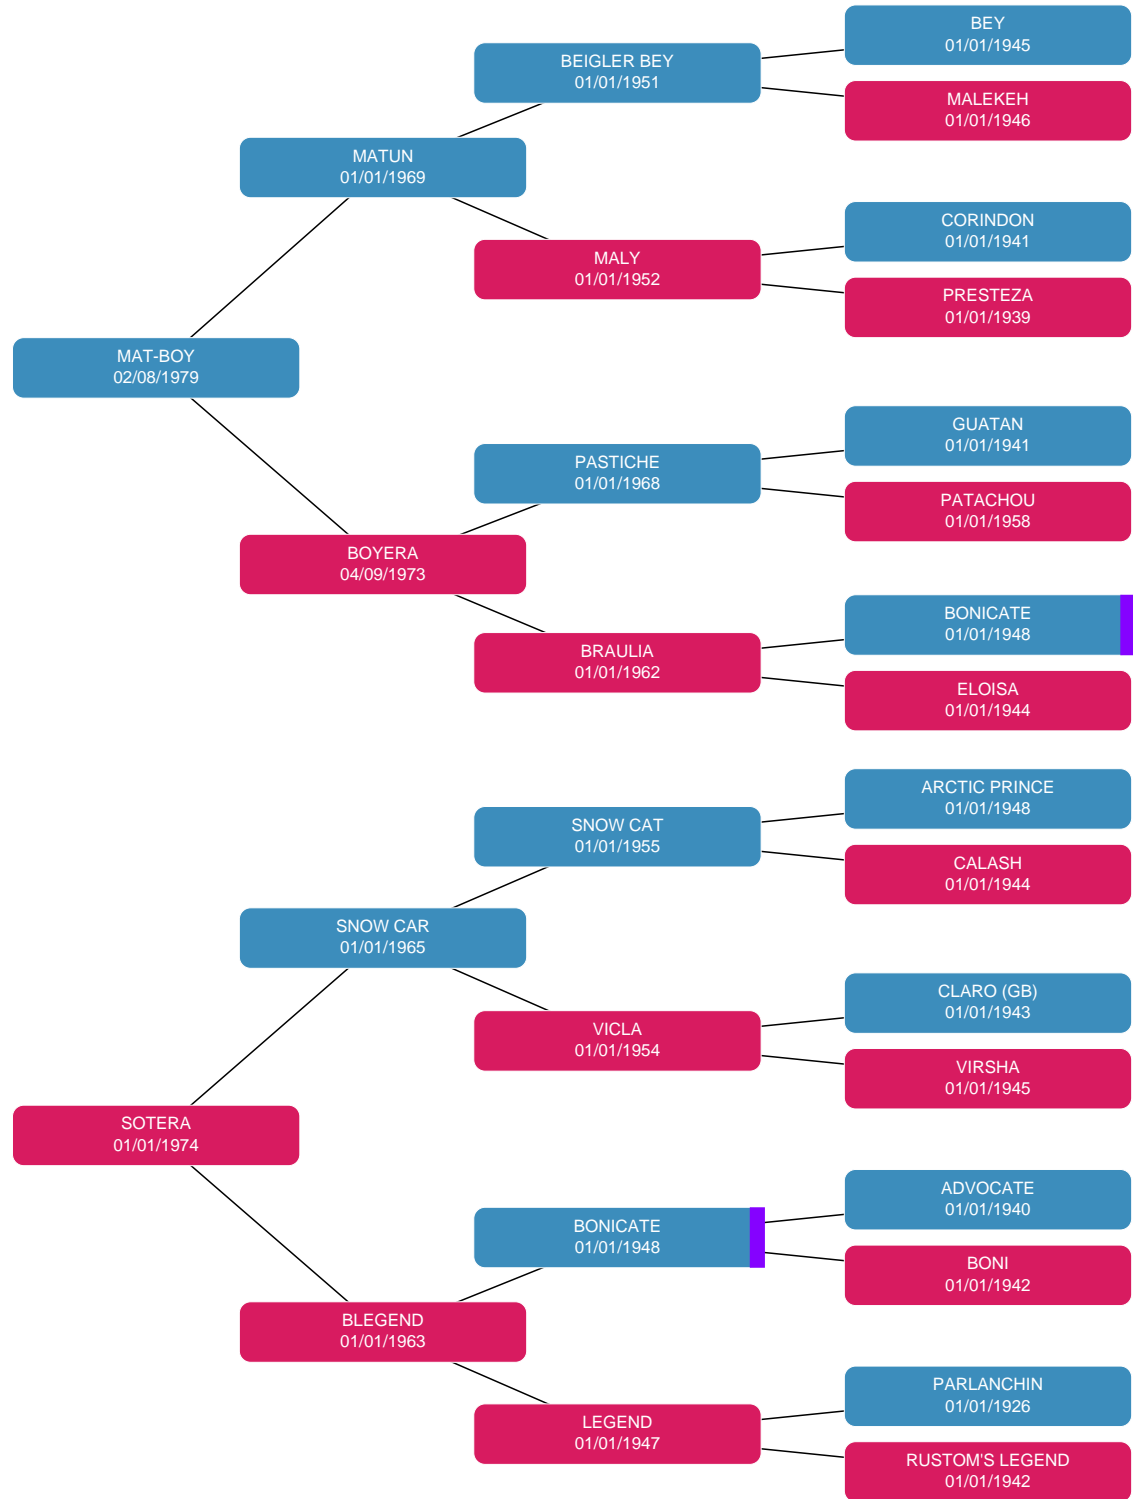 BEY
01/01/1945
BEIGLER BEY
01/01/1951
MALEKEH
01/01/1946
MATUN
01/01/1969
CORINDON
01/01/1941
MALY
01/01/1952
PRESTEZA
01/01/1939
MAT-BOY
02/08/1979
GUATAN
01/01/1941
PASTICHE
01/01/1968
PATACHOU
01/01/1958
BOYERA
04/09/1973
BONICATE
01/01/1948
BRAULIA
01/01/1962
ELOISA
01/01/1944
ARCTIC PRINCE
01/01/1948
SNOW CAT
01/01/1955
CALASH
01/01/1944
SNOW CAR
01/01/1965
CLARO (GB)
01/01/1943
VICLA
01/01/1954
VIRSHA
01/01/1945
SOTERA
01/01/1974
ADVOCATE
01/01/1940
BONICATE
01/01/1948
BONI
01/01/1942
BLEGEND
01/01/1963
PARLANCHIN
01/01/1926
LEGEND
01/01/1947
RUSTOM'S LEGEND
01/01/1942